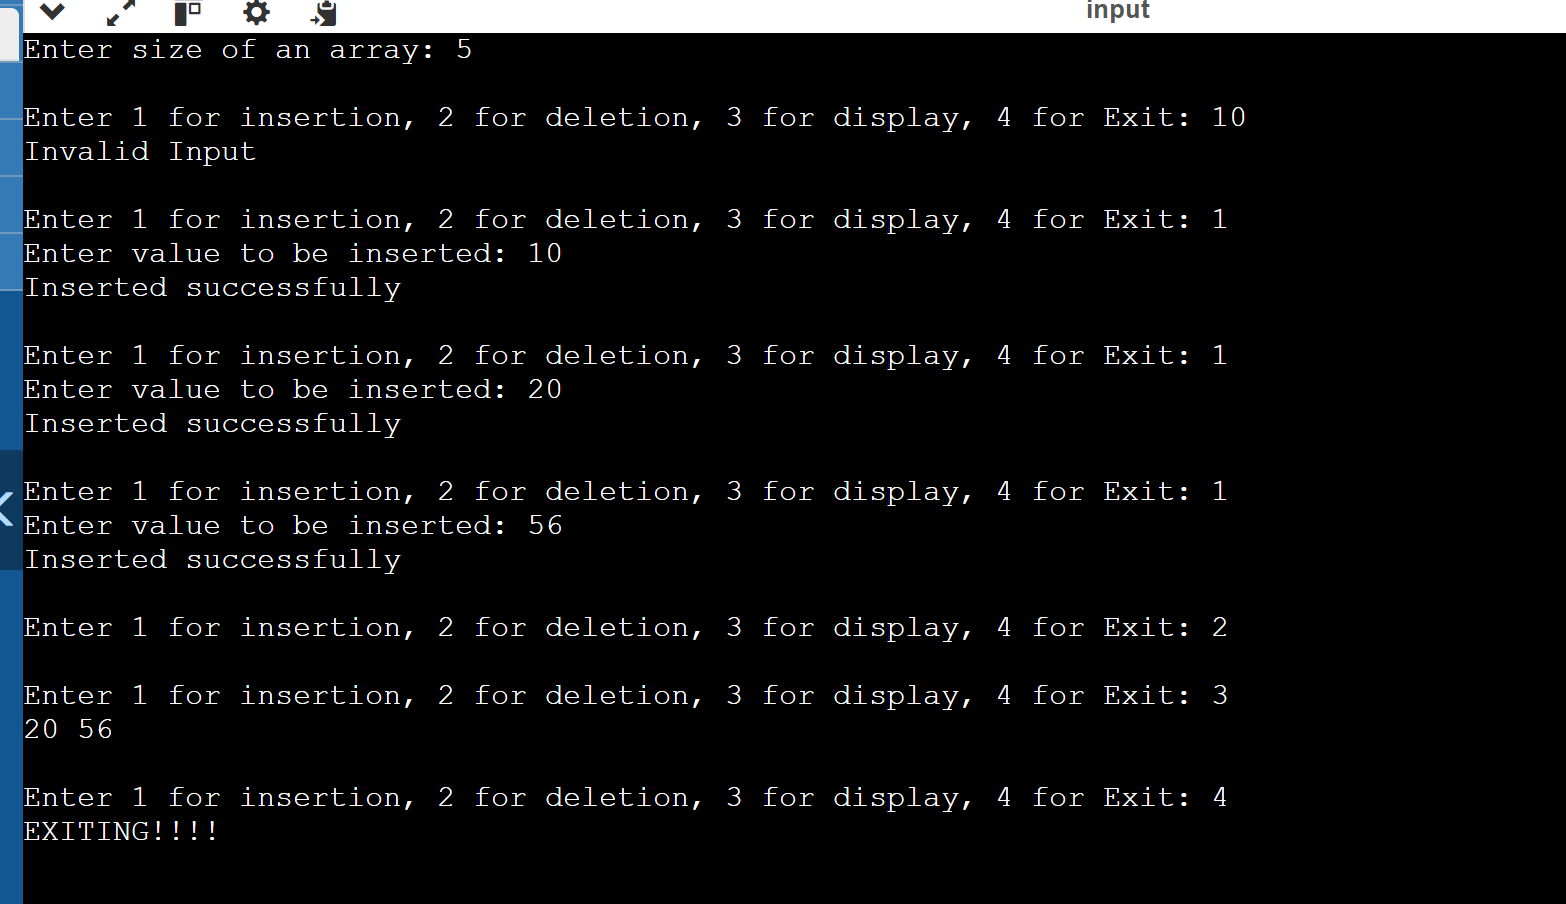 input
Enter size of an array: 5
Enter 1 for insertion, 2 for deletion, 3 for display, 4 for Exit: 10
Invalid Input
Enter 1 for insertion, 2 for deletion, 3 for display, 4 for Exit: 1
Enter value to be inserted: 10
Inserted successfully
Enter 1 for insertion, 2 for deletion, 3 for display, 4 for Exit: 1
Enter value to be inserted: 20
Inserted successfully
Enter 1 for insertion, 2 for deletion, 3 for display, 4 for Exit: 1
Enter value to be inserted: 56
Inserted successfully
Enter 1 for insertion, 2 for deletion, 3 for display, 4 for Exit: 2
Enter 1 for insertion, 2 for deletion, 3 for display, 4 for Exit: 3
20 56
Enter 1 for insertion, 2 for deletion, 3 for display, 4 for Exit: 4
EXITING!!!!